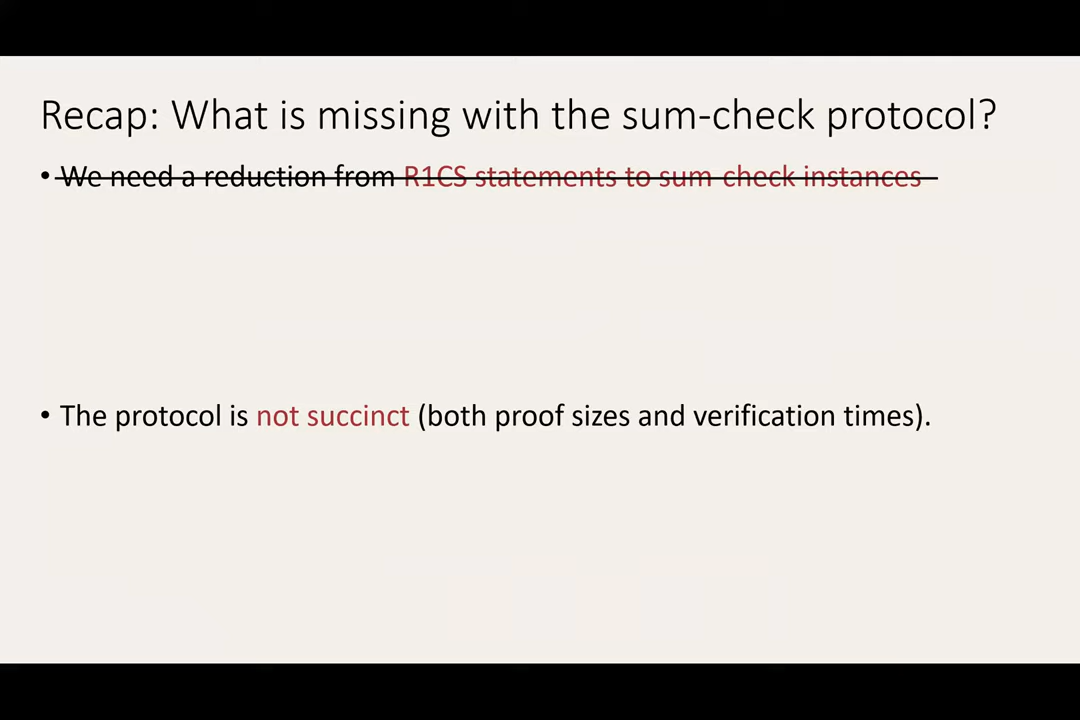 Recap: What is missing with the sum-check protocol?
• We need a reduction from R1CS statements to sum-check instances
• The protocol is not succinct (both proof sizes and verification times).